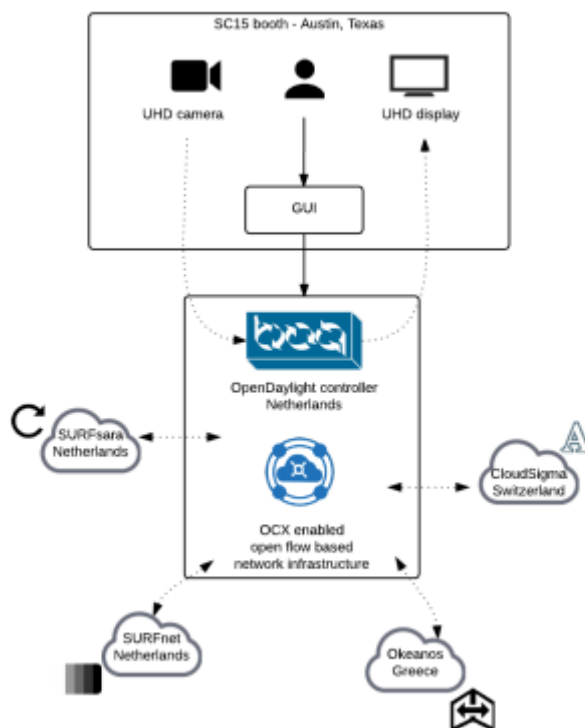 SC15 booth - Austin, Texas
UHD camera
UHD display
GUI
OpenDaylight controller
Netherlands
SURFsara
Netherlands
A
CloudSigma
Switzerland
OCX enabled
open flow based
network infrastructure
SURFnet
Netherlands
Okeanos
Greece